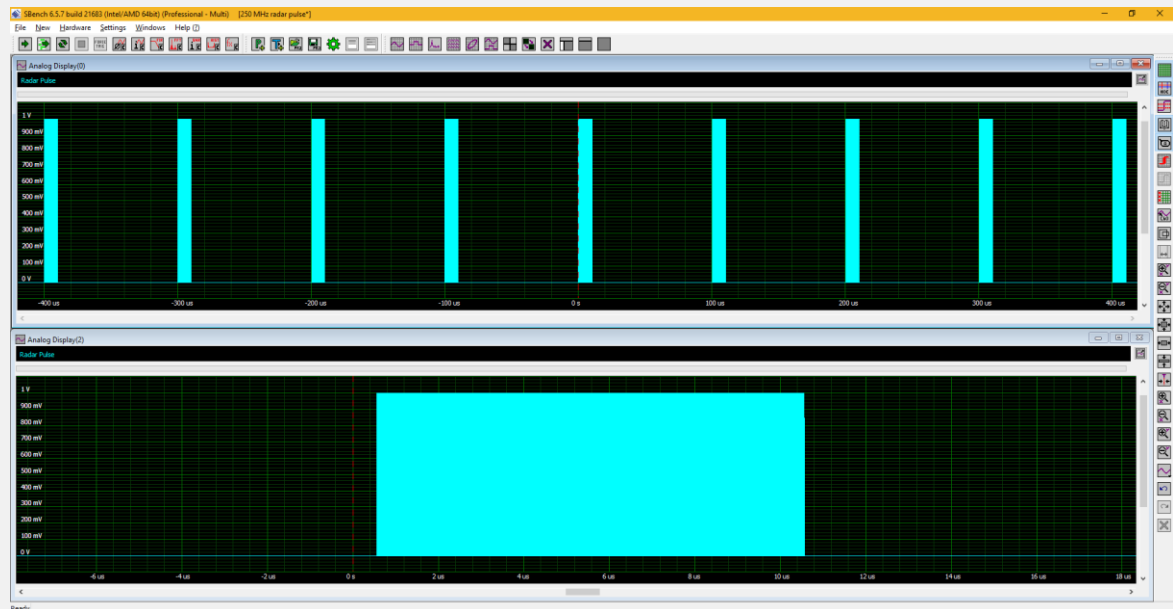 SBench 6.5.7 build 21683 (Intel/AMD 64bit) (Professional - Multi) [250 MHz radar pulse*]
File New Hardware Settings Windows Help (?)
Analog Display(0)
Radar Pulse
1 V
900 mV
800 mV
700 mV
600 mV
500 mV
400 mV
300 mV
200 mV
100 mV
0 V
-400 us -300 us -200 us -100 us 0 s 100 us 200 us 300 us 400 us
Analog Display(2)
Radar Pulse
1 V
900 mV
800 mV
700 mV
600 mV
500 mV
400 mV
300 mV
200 mV
100 mV
0 V
-6 us -4 us -2 us 0 s 2 us 4 us 6 us 8 us 10 us 12 us 14 us 16 us 18 us
Ready